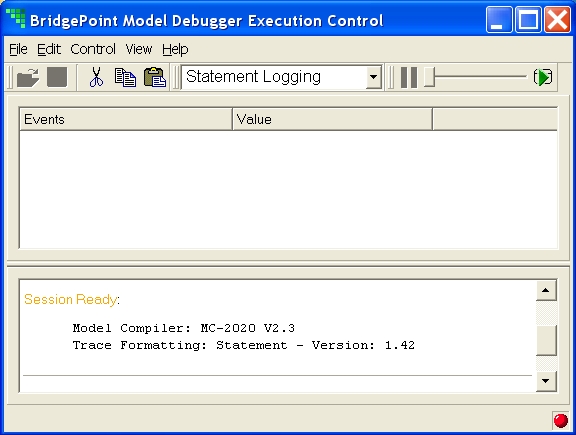 BridgePoint Model Debugger Execution Control
File Edit Control View Help
Statement Logging
Events Value
Session Ready:
Model Compiler: MC-2020 V2.3
Trace Formatting: Statement - Version: 1.42